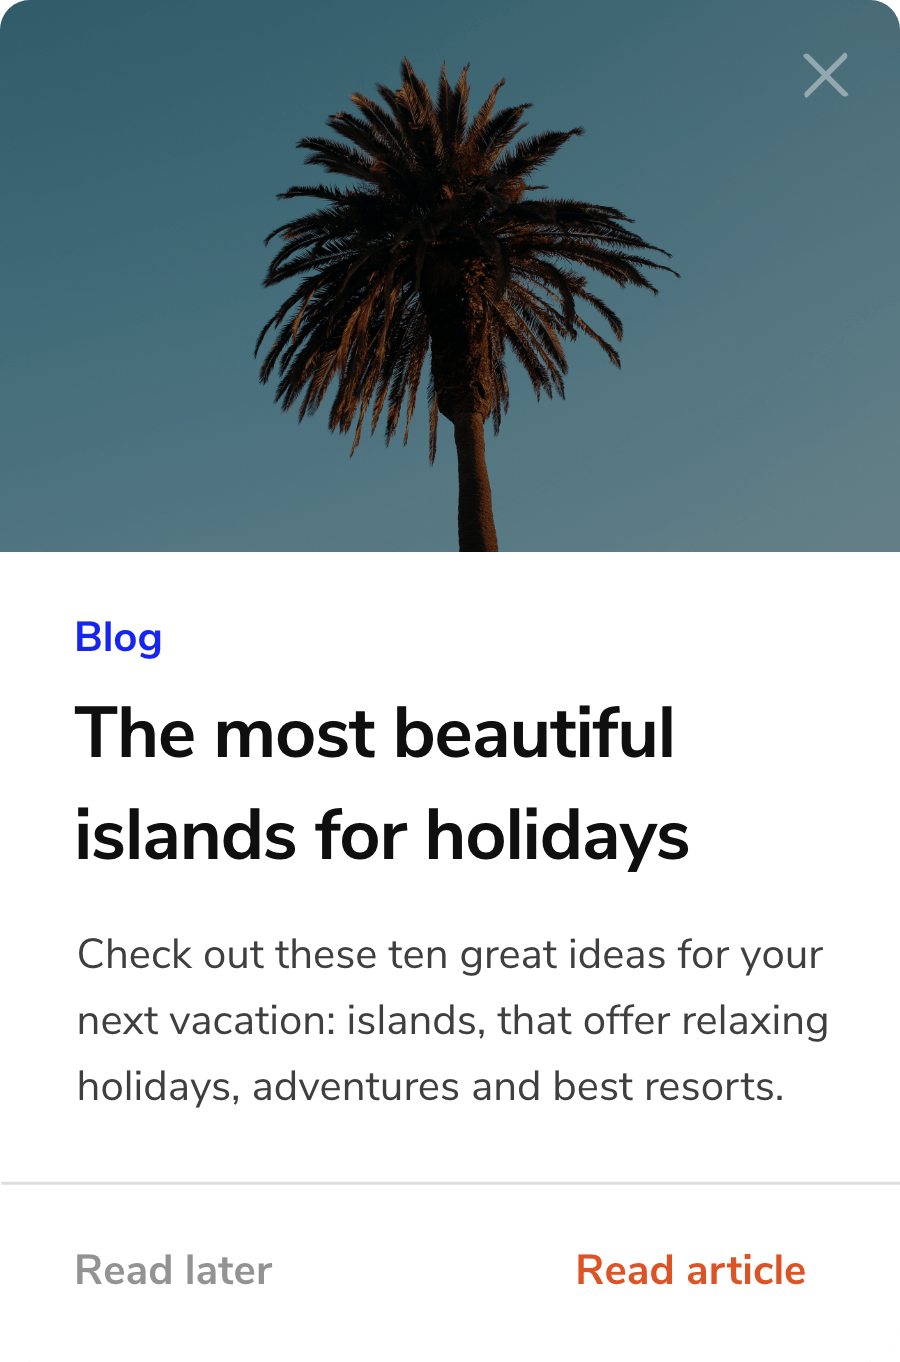 Blog
The most beautiful
islands for holidays
Check out these ten great ideas for your
next vacation: islands, that offer relaxing
holidays, adventures and best resorts.
Read later
Read article